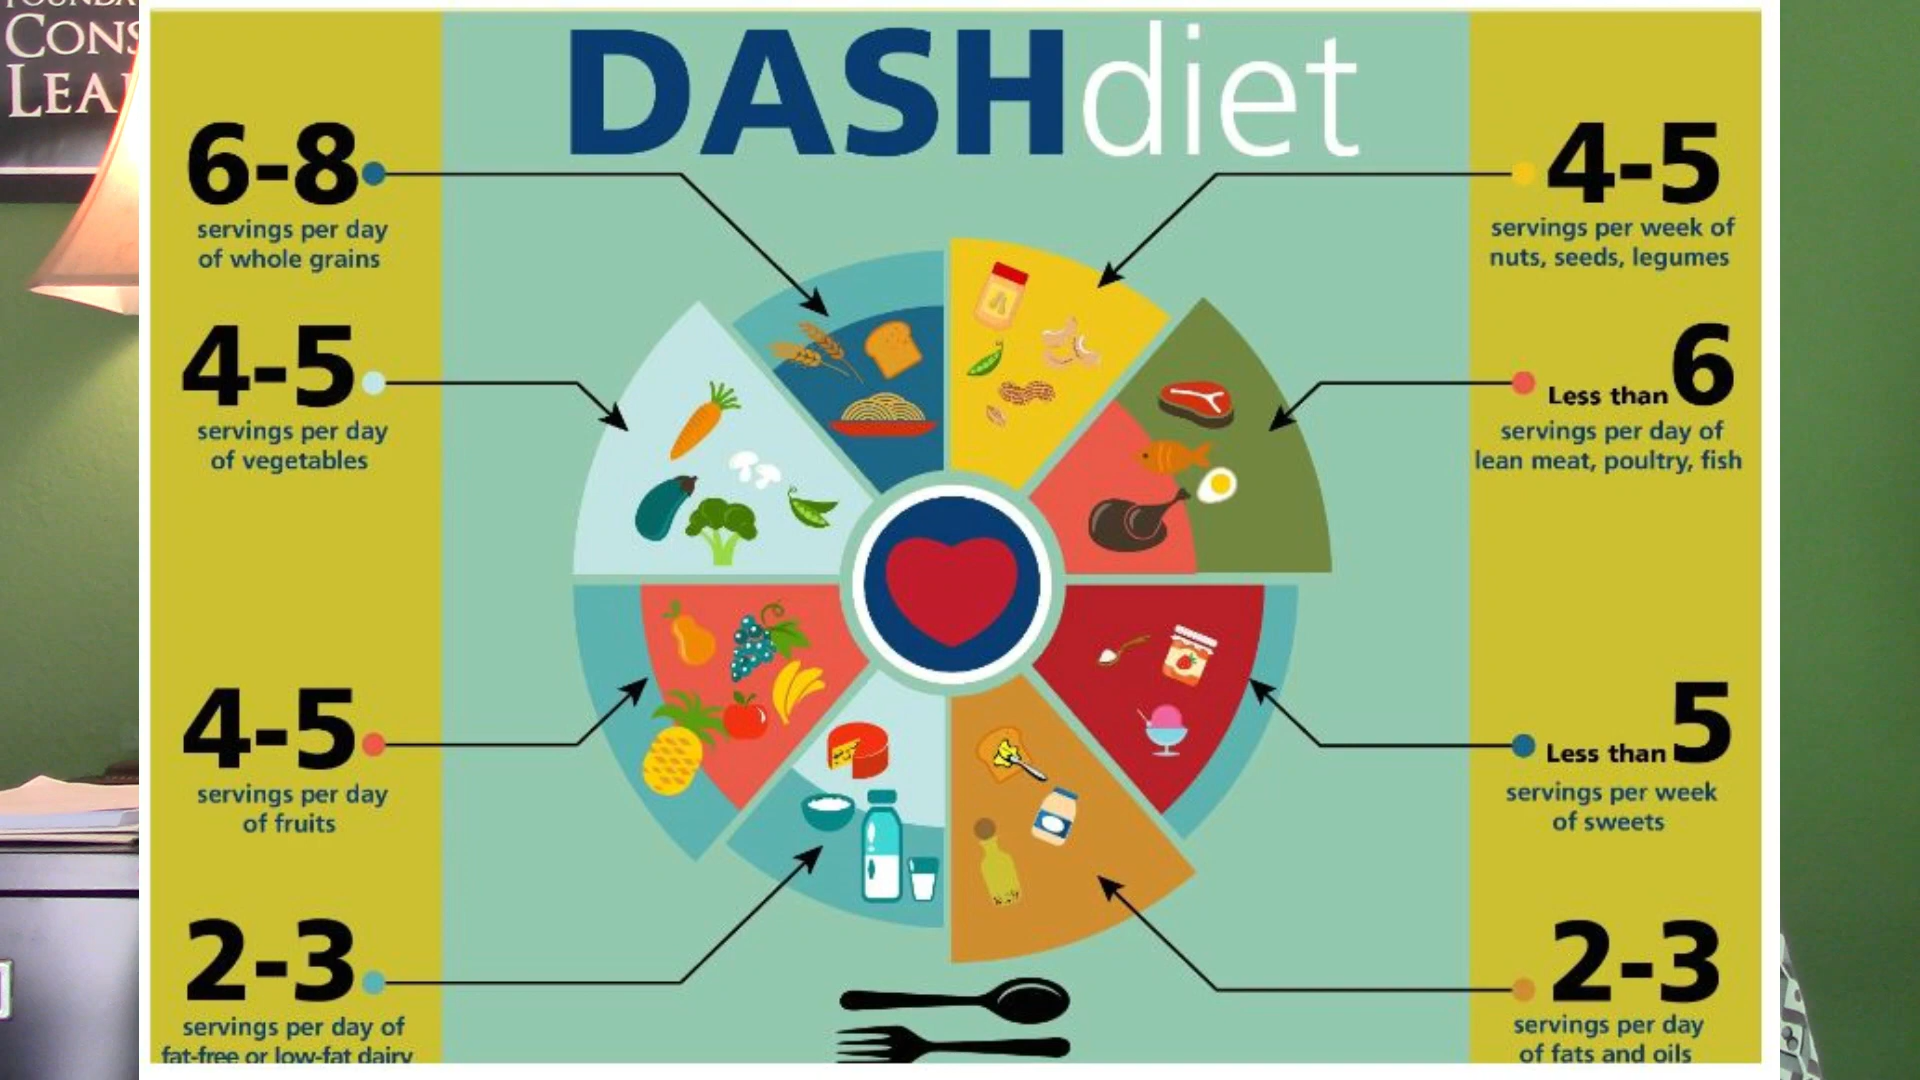 CONS
LEA
DASHdiet
6-8
servings per day
of whole grains
4-5
servings per day
of vegetables
4-5
servings per day
of fruits
2-3
servings per day of
fat-free or low-fat dairy
4-5
servings per week of
nuts, seeds, legumes
Less than 6
servings per day of
lean meat, poultry, fish
Less than 5
servings per week
of sweets
2-3
servings per day
of fats and oils